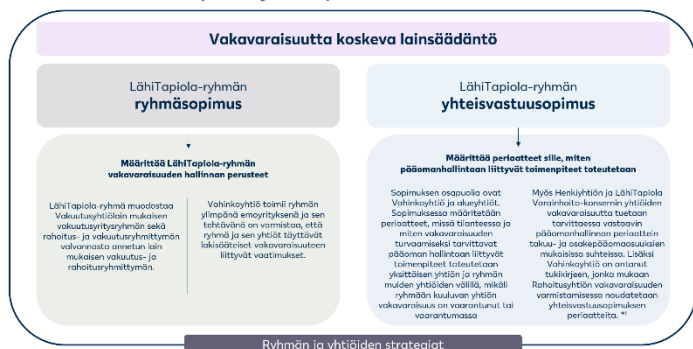 Vakavaraisuutta koskeva lainsäädäntö
LähiTapiola-ryhmän
ryhmäsopimus
Määrittää LähiTapiola-ryhmän
vakavaraisuuden hallinnan perusteet
LähiTapiola-ryhmä muodostaa
Vakuutusyhtiölain mukaisen
vakuutusyritysryhmän sekä
rahoitus- ja vakuutusryhmittymän
valvonnasta annetun lain
mukaisen vakuutus- ja
rahoitusryhmittymän.
Vahinkoyhtiö toimii ryhmän
ylimpänä emoyrityksenä ja sen
tehtävänä on varmistaa, että
ryhmä ja sen yhtiöt täyttävät
lakisääteiset vakavaraisuuteen
liittyvät vaatimukset.
LähiTapiola-ryhmän
yhteisvastuusopimus
Määrittää periaatteet sille, miten
pääomanhallintaan liittyvät toimenpiteet toteutetaan
Sopimuksen osapuolia ovat
Vahinkoyhtiö ja alueyhtiöt.
Sopimuksessa määritetään
periaatteet, missä tilanteessa ja
miten vakavaraisuuden
turvaamiseksi tarvittavat
pääoman hallintaan liittyvät
toimenpiteet toteutetaan
yksittäisen yhtiön ja ryhmän
muiden yhtiöiden välillä, mikäli
ryhmään kuuluvan yhtiön
vakavaraisuus on vaarantunut tai
vaarantumassa
Myös Henkiyhtiön ja LähiTapiola
Varainhoito-konsernin yhtiöiden
vakavaraisuutta tuetaan
tarvittaessa vastaavin
pääomanhallinnan periaattein
takuu- ja osakepääomaosuuksien
mukaisissa suhteissa. Lisäksi
Vahinkoyhtiö on antanut
tukikirjeen, jonka mukaan
Rahoitusyhtiön vakavaraisuuden
varmistamisessa noudatetaan
yhteisvastuusopimuksen
periaatteita. *¹
Ryhmän ja yhtiöiden strategiat